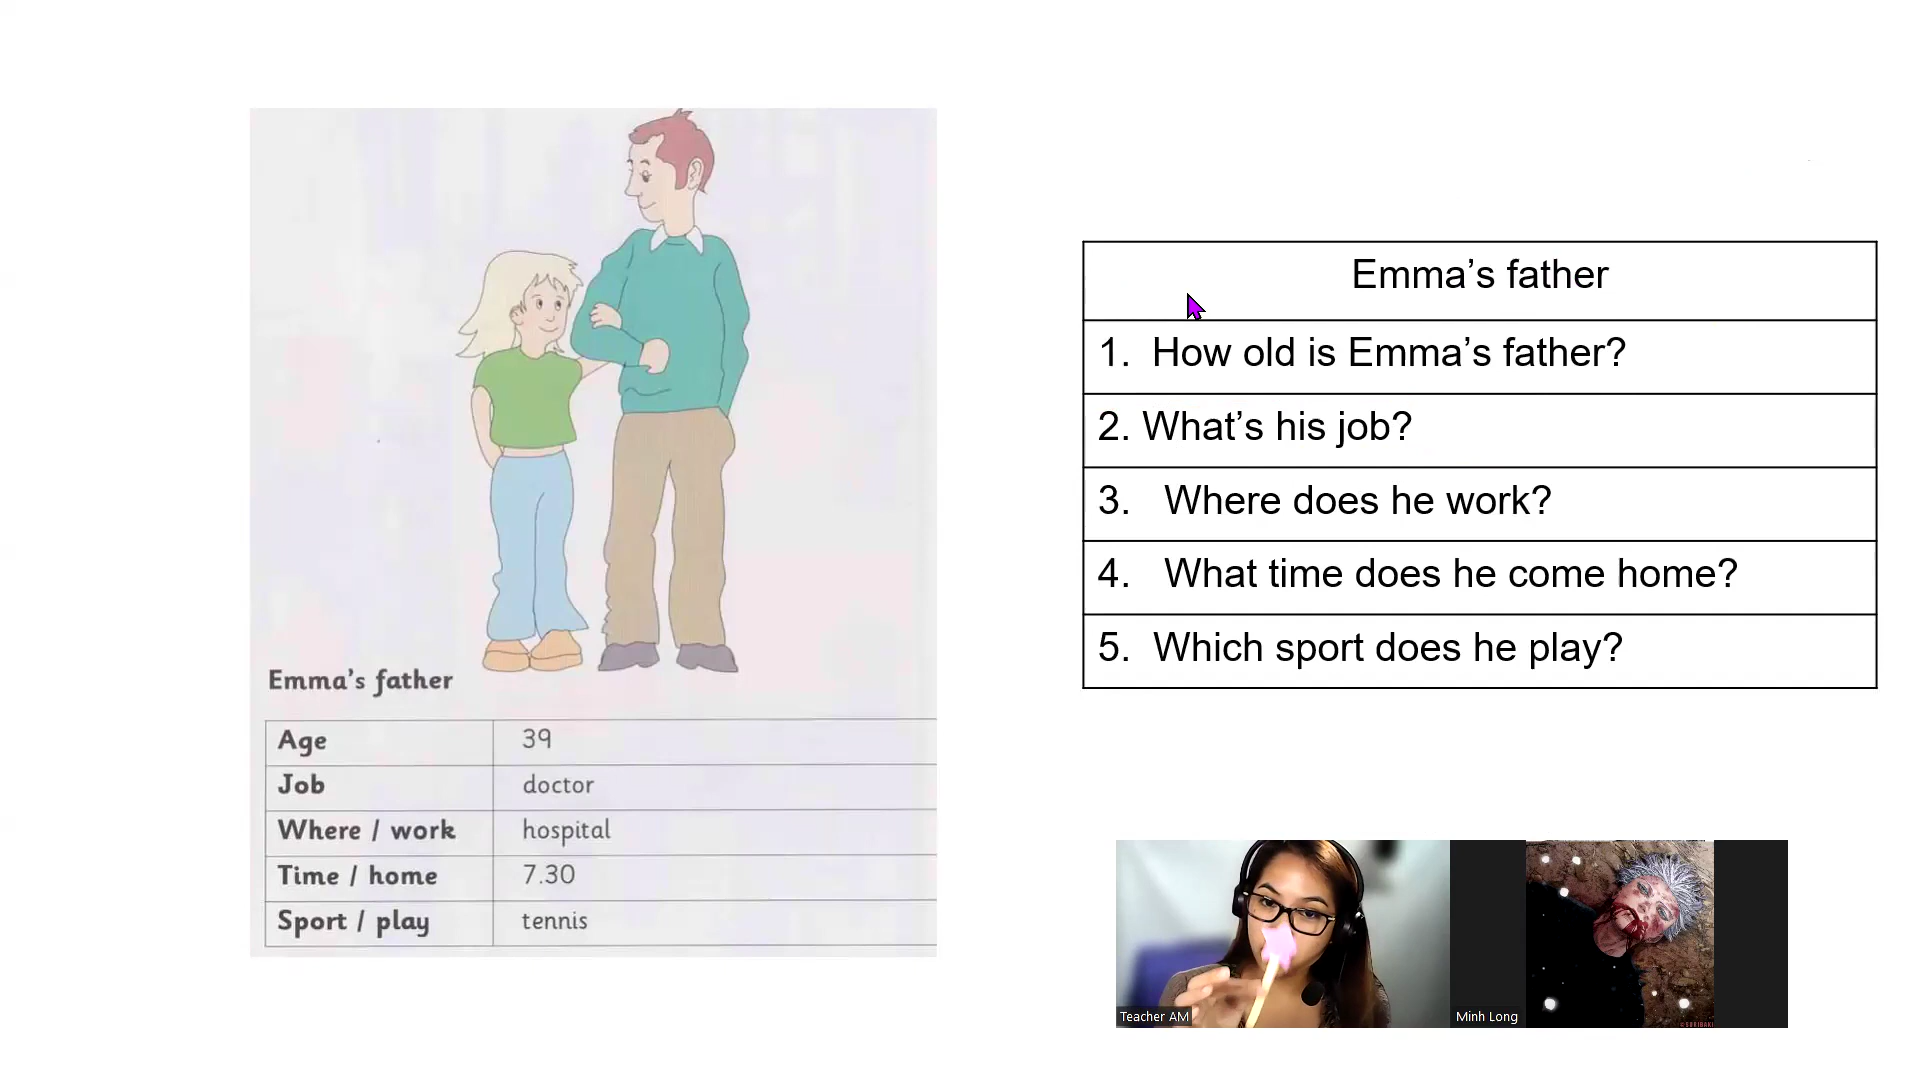 Emma's father
Age 39
Job doctor
Where / work hospital
Time / home 7.30
Sport / play tennis
Emma’s father
1. How old is Emma’s father?
2. What’s his job?
3. Where does he work?
4. What time does he come home?
5. Which sport does he play?
Teacher AM
Minh Long